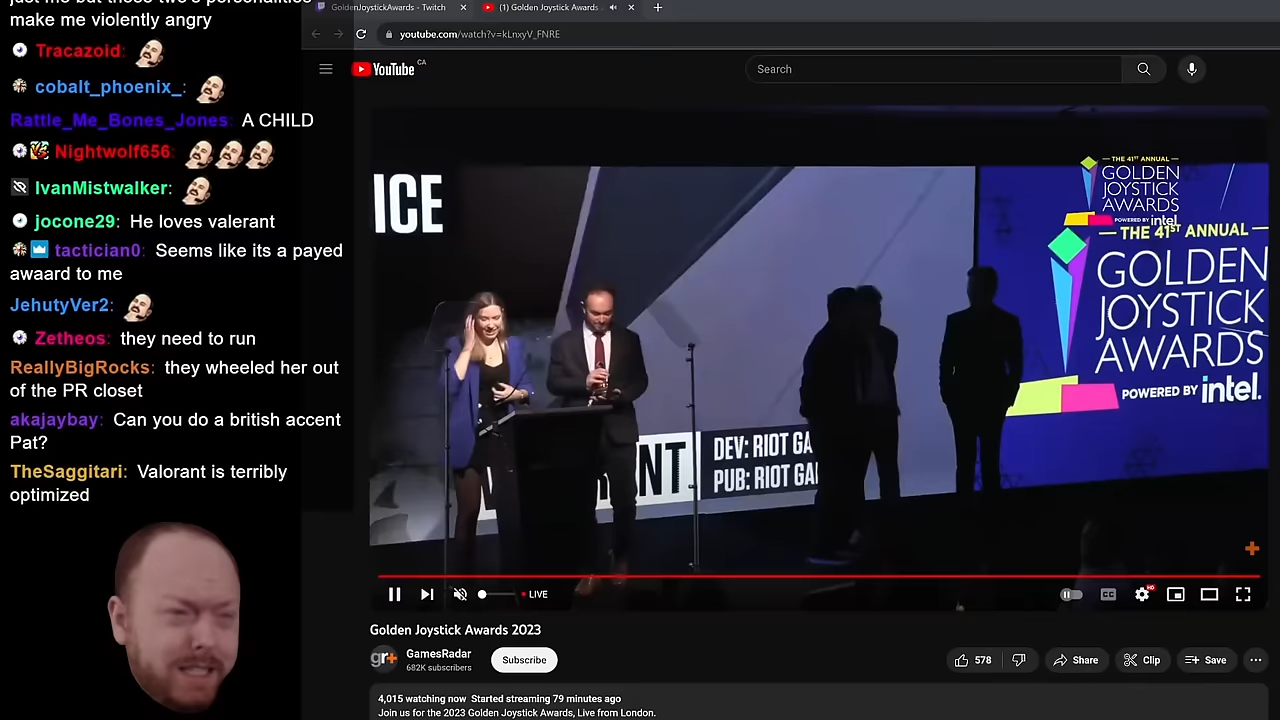 just me but these two's personalities
make me violently angry
Tracazoid:
cobalt_phoenix_:
Rattle_Me_Bones_Jones: A CHILD
Nightwolf656:
IvanMistwalker:
jocone29: He loves valerant
tactician0: Seems like its a payed
awaard to me
JehutyVer2:
Zetheos: they need to run
ReallyBigRocks: they wheeled her out
of the PR closet
akajaybay: Can you do a british accent
Pat?
TheSaggitari: Valorant is terribly
optimized
GoldenJoystickAwards - Twitch
(1) Golden Joystick Awards
youtube.com/watch?v=kLnxyV_FNRE
YouTube CA
Search
ICE
THE 41ST ANNUAL
GOLDEN
JOYSTICK
AWARDS
POWERED BY intel.
THE 41ST ANNUAL
GOLDEN
JOYSTICK
AWARDS
POWERED BY intel.
NT
DEV: RIOT GA
PUB: RIOT GA
LIVE
CC
HD
Golden Joystick Awards 2023
gr+
GamesRadar
682K subscribers
Subscribe
578
Share
Clip
Save
4,015 watching now Started streaming 79 minutes ago
Join us for the 2023 Golden Joystick Awards, Live from London.